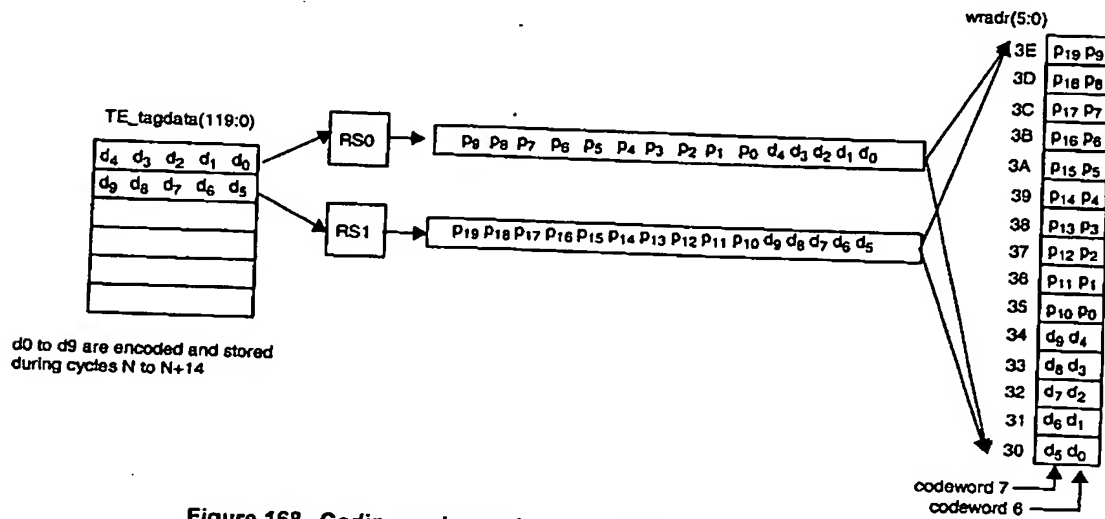 wradr(5:0)
TE_tagdata(119:0)
d4 d3 d2 d1 d0
d9 d8 d7 d6 d5
d0 to d9 are encoded and stored
during cycles N to N+14
RS0
RS1
p9 p8 p7 p6 p5 p4 p3 p2 p1 p0 d4 d3 d2 d1 d0
p19 p18 p17 p16 p15 p14 p13 p12 p11 p10 d9 d8 d7 d6 d5
3E p19 p9
3D p18 p8
3C p17 p7
3B p16 p6
3A p15 p5
39 p14 p4
38 p13 p3
37 p12 p2
36 p11 p1
35 p10 p0
34 d9 d4
33 d8 d3
32 d7 d2
31 d6 d1
30 d5 d0
codeword 7
codeword 6
Figure 168